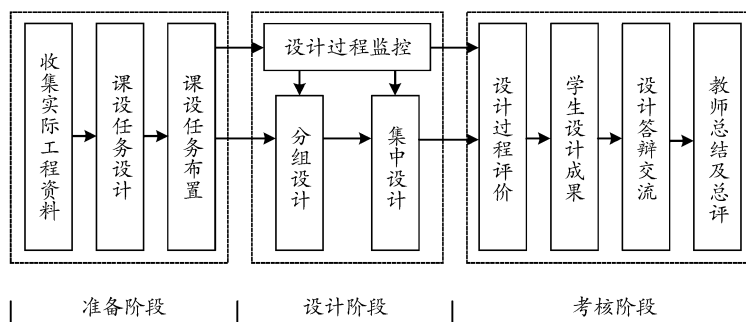 收集实际工程资料
课设任务设计
课设任务布置
设计过程监控
分组设计
集中设计
设计过程评价
学生设计成果
设计答辩交流
教师总结及总评
准备阶段
设计阶段
考核阶段